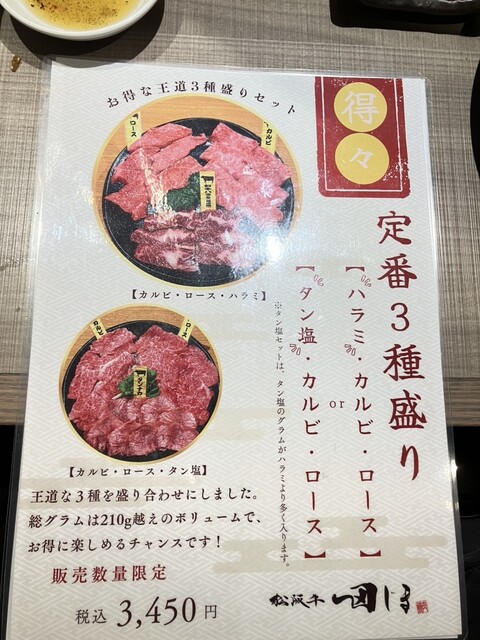 得々
お得な王道3種盛りセット
ロース
カルビ
【カルビ・ロース・ハラミ】
定番3種盛り
【ハラミ・カルビ・ロース】
or
【タン塩・カルビ・ロース】
※タン塩セットは、タン塩のグラムがハラミより多く入ります。
ロース
【カルビ・ロース・タン塩】
王道な3種を盛り合わせにしました。
総グラムは210g越えのボリュームで、
お得に楽しめるチャンスです!
販売数量限定
税込 3,450円
松阪牛